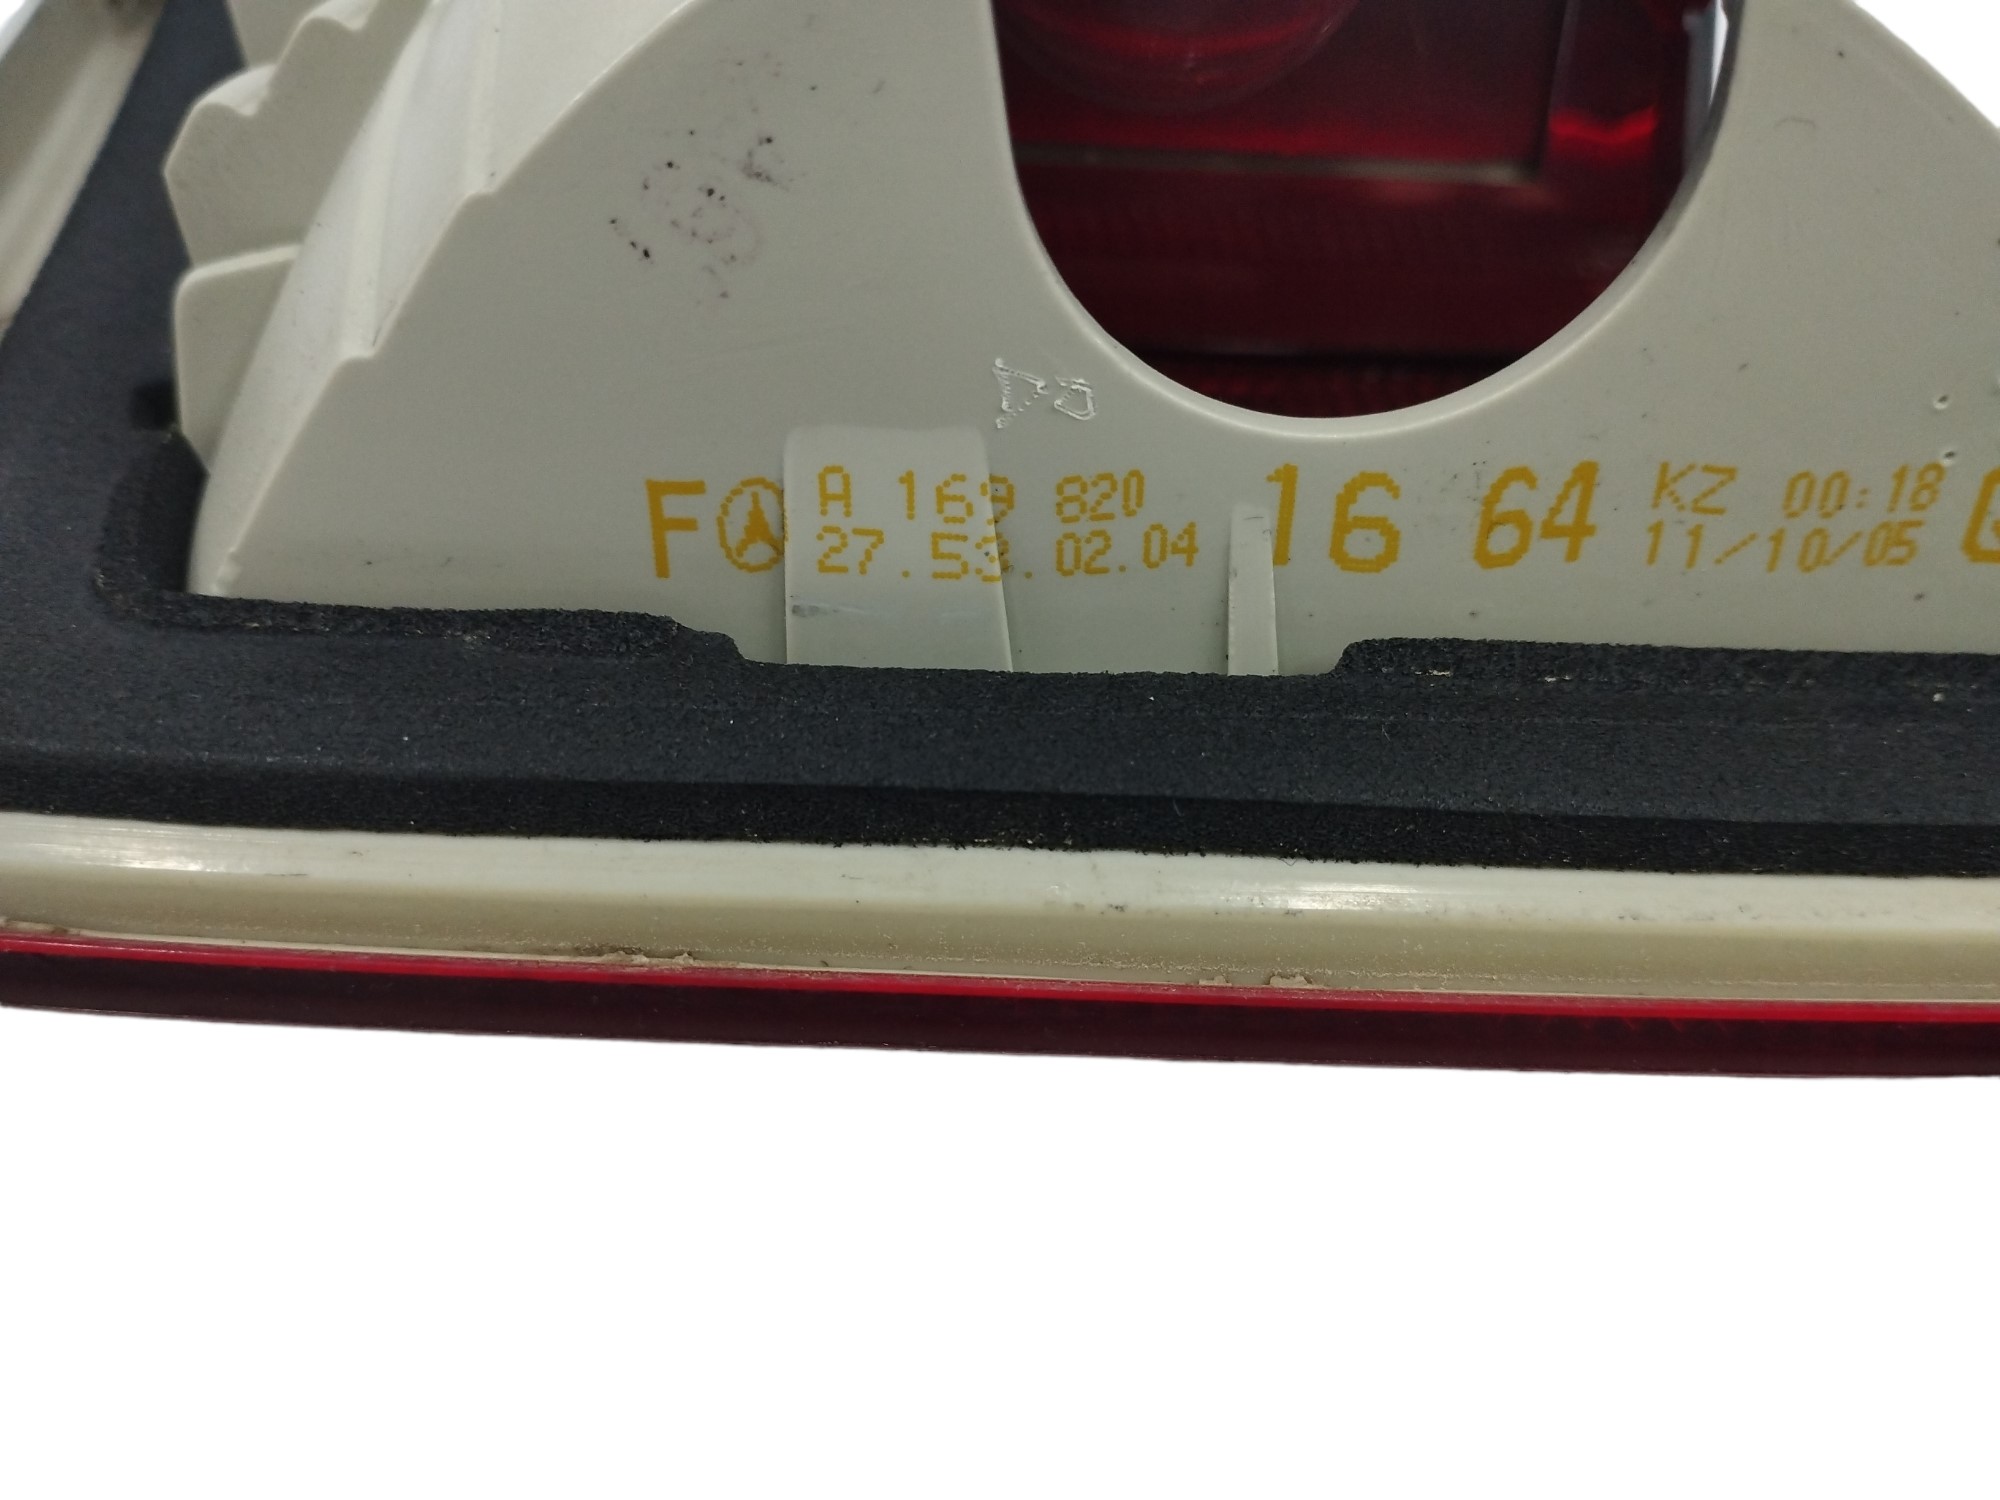 F A 169 820 16 64 KZ 00:18
27.53.02.04 11/10/05